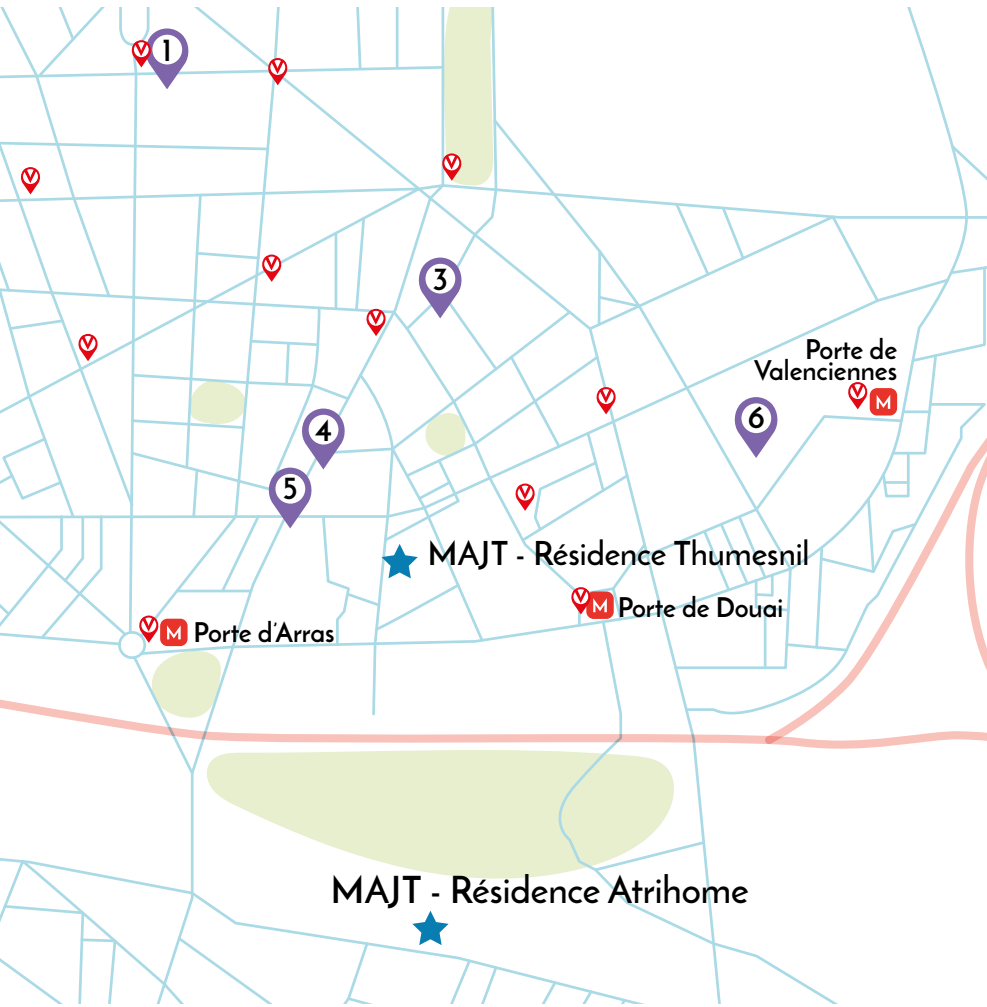 V
1
V
V
V
V
3
V
V
Porte de
Valenciennes
V
M
V
4
6
5
V
MAJT - Résidence Thumesnil
V
M
Porte de Douai
V
M
Porte d'Arras
MAJT - Résidence Atrihome